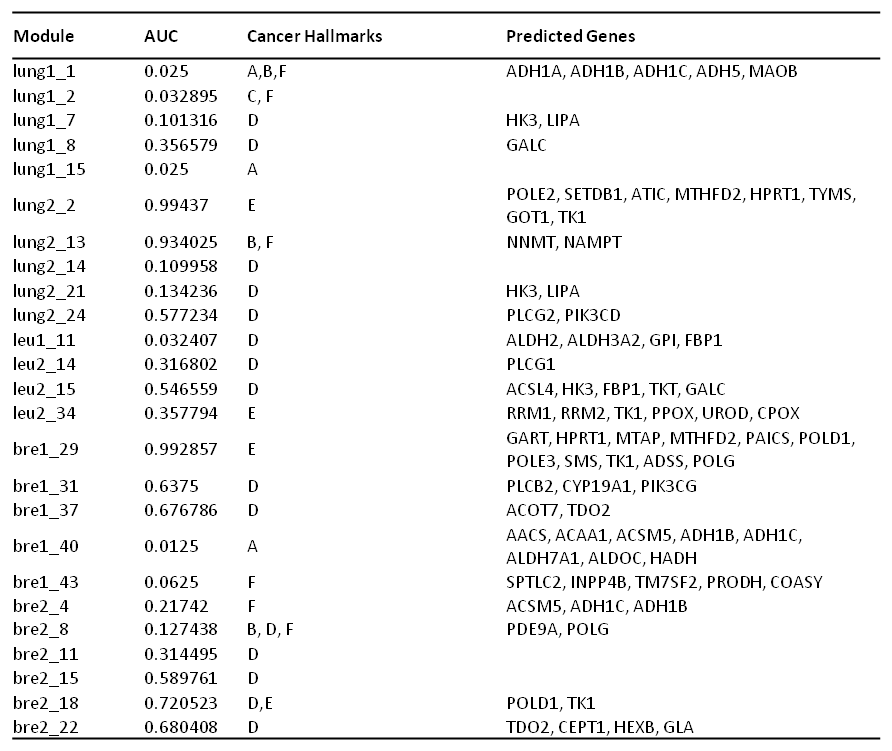 Module AUC Cancer Hallmarks Predicted Genes
lung1_1 0.025 A,B,F ADH1A, ADH1B, ADH1C, ADH5, MAOB
lung1_2 0.032895 C, F
lung1_7 0.101316 D HK3, LIPA
lung1_8 0.356579 D GALC
lung1_15 0.025 A
lung2_2 0.99437 E POLE2, SETDB1, ATIC, MTHFD2, HPRT1, TYMS,
GOT1, TK1
lung2_13 0.934025 B, F NNMT, NAMPT
lung2_14 0.109958 D
lung2_21 0.134236 D HK3, LIPA
lung2_24 0.577234 D PLCG2, PIK3CD
leu1_11 0.032407 D ALDH2, ALDH3A2, GPI, FBP1
leu2_14 0.316802 D PLCG1
leu2_15 0.546559 D ACSL4, HK3, FBP1, TKT, GALC
leu2_34 0.357794 E RRM1, RRM2, TK1, PPOX, UROD, CPOX
bre1_29 0.992857 E GART, HPRT1, MTAP, MTHFD2, PAICS, POLD1,
POLE3, SMS, TK1, ADSS, POLG
bre1_31 0.6375 D PLCB2, CYP19A1, PIK3CG
bre1_37 0.676786 D ACOT7, TDO2
bre1_40 0.0125 A AACS, ACAA1, ACSM5, ADH1B, ADH1C,
ALDH7A1, ALDOC, HADH
bre1_43 0.0625 F SPTLC2, INPP4B, TM7SF2, PRODH, COASY
bre2_4 0.21742 F ACSM5, ADH1C, ADH1B
bre2_8 0.127438 B, D, F PDE9A, POLG
bre2_11 0.314495 D
bre2_15 0.589761 D
bre2_18 0.720523 D,E POLD1, TK1
bre2_22 0.680408 D TDO2, CEPT1, HEXB, GLA